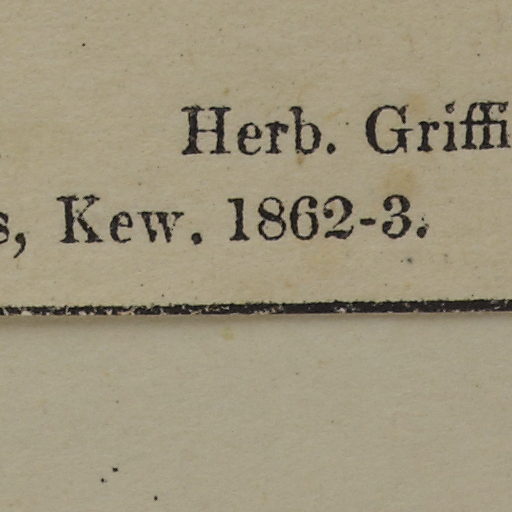 Herb. Griffi
s, Kew. 1862-3.